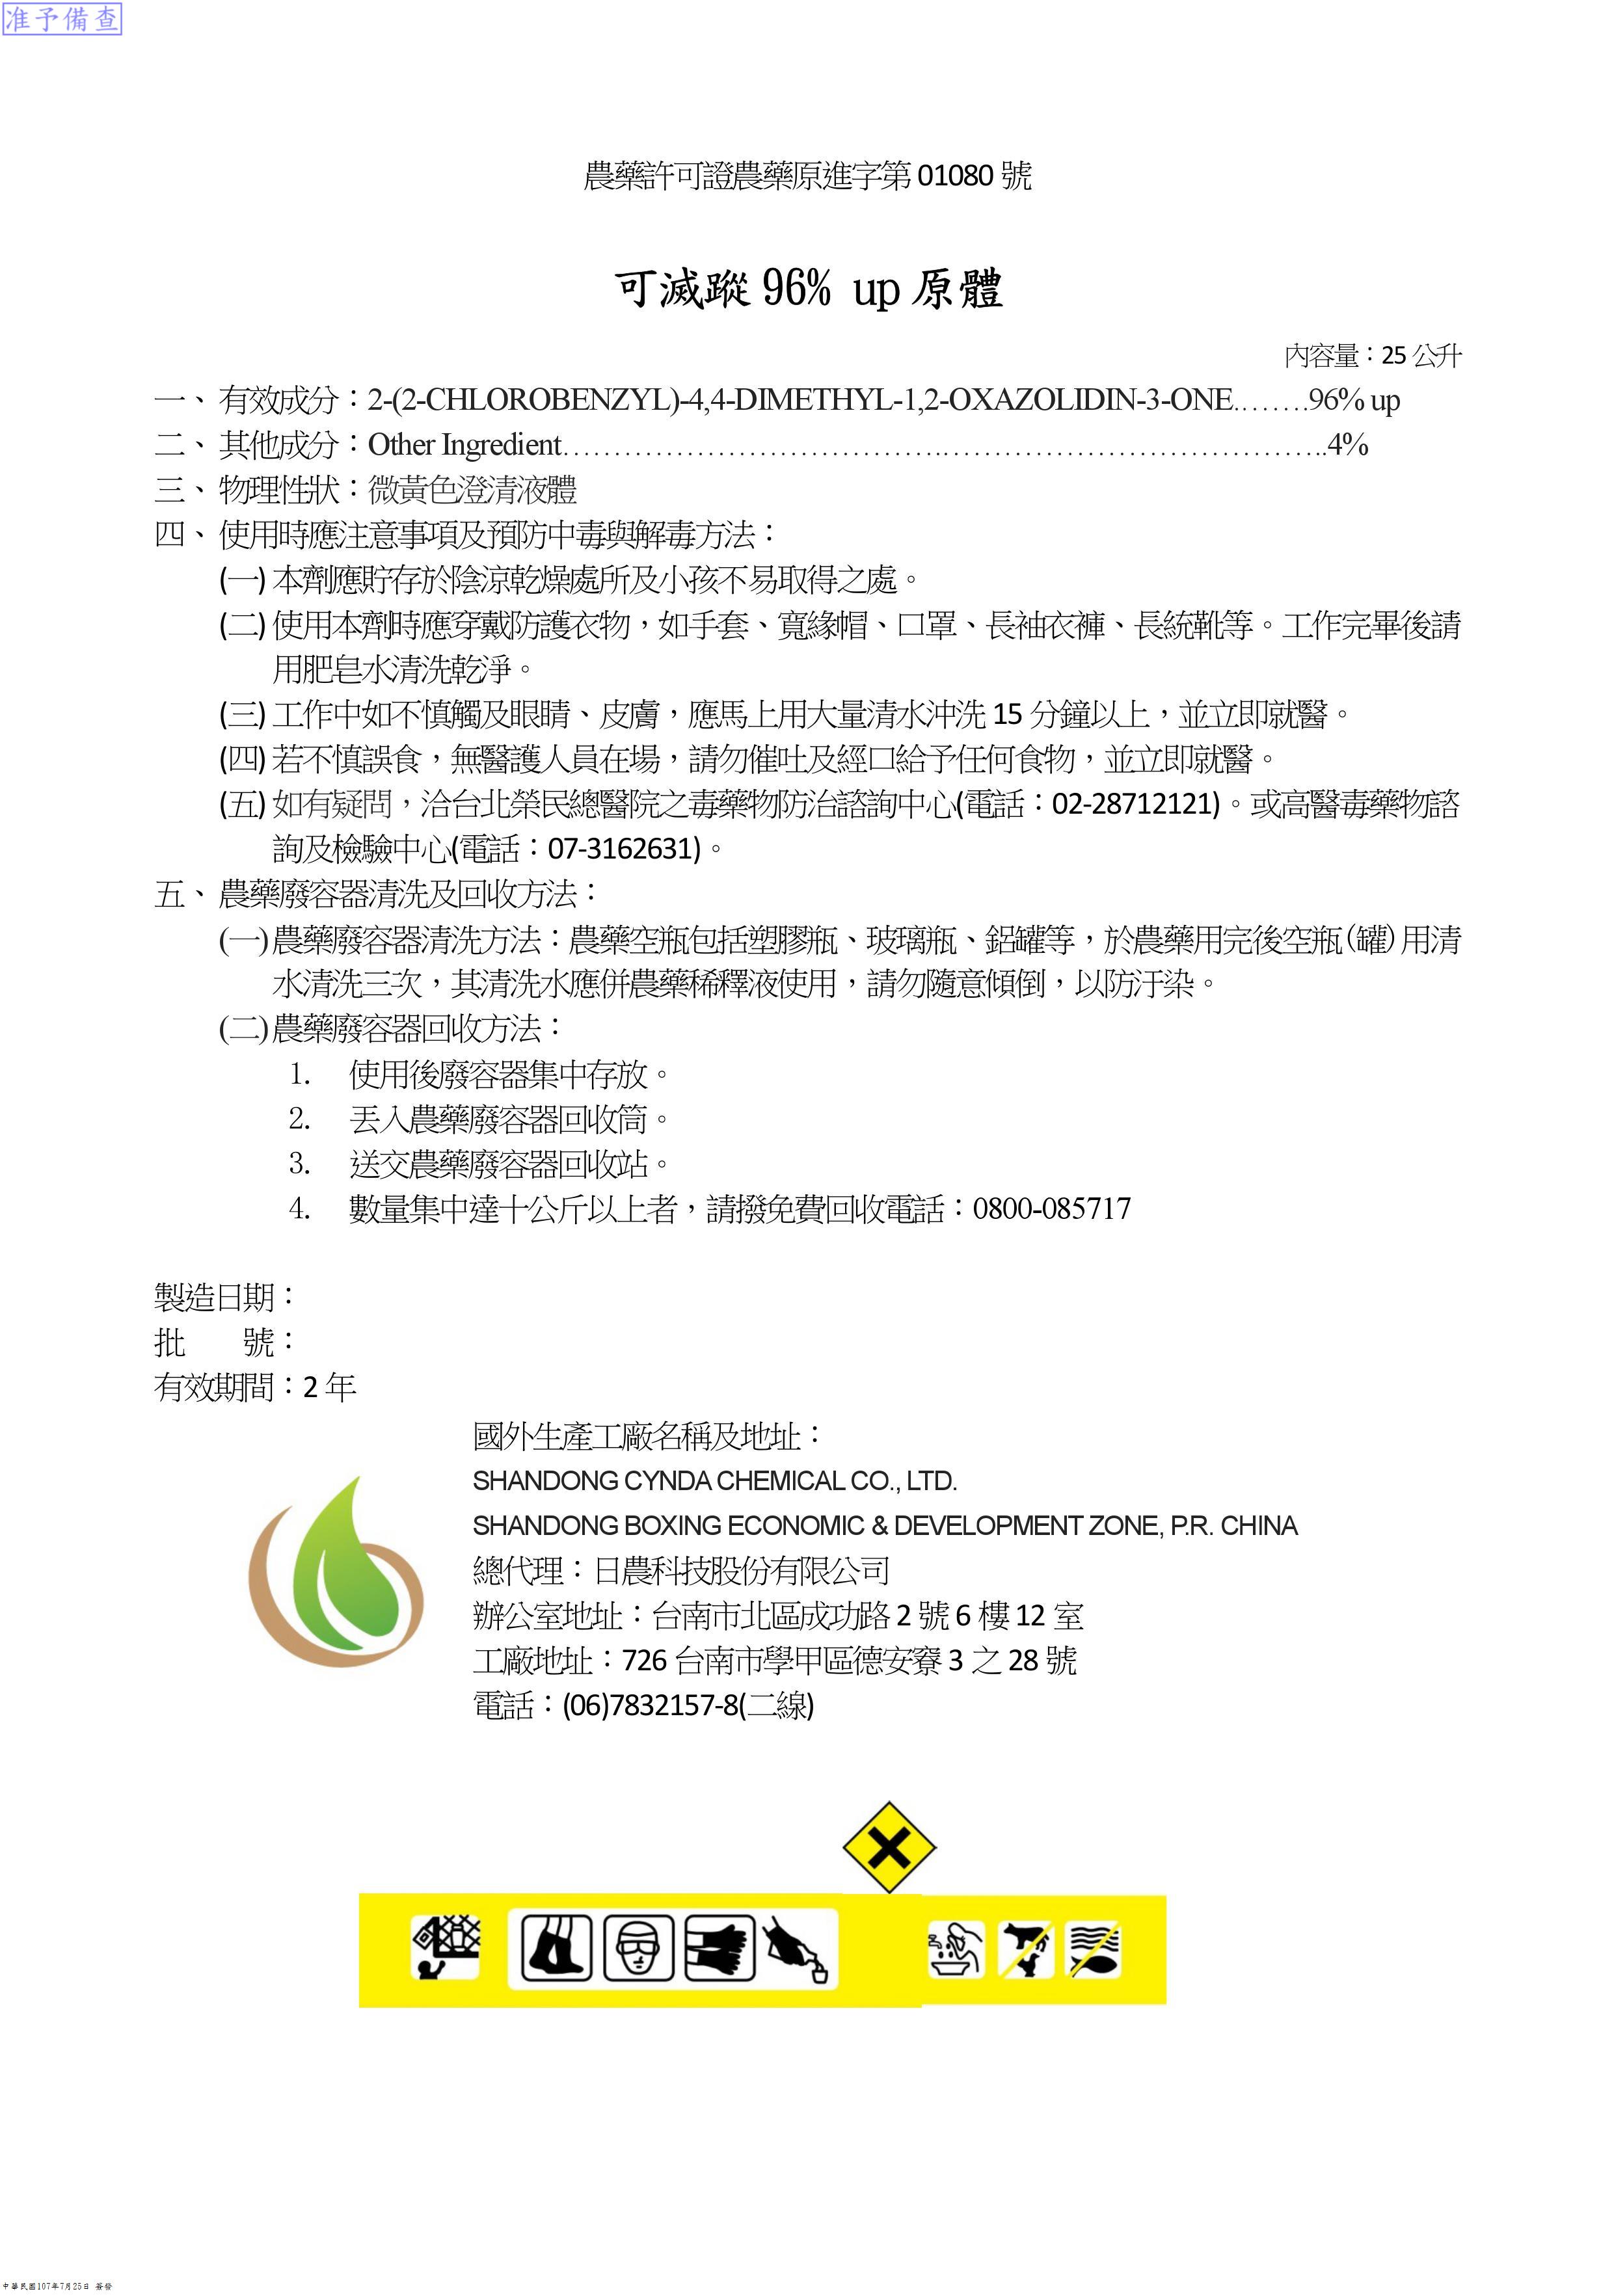 准予備查
農藥許可證農藥原進字第 01080 號
可滅蹤 96% up 原體
內容量：25 公升
一、 有效成分：2-(2-CHLOROBENZYL)-4,4-DIMETHYL-1,2-OXAZOLIDIN-3-ONE........96% up
二、 其他成分：Other Ingredient……………………………….………………………………..4%
三、 物理性狀：微黃色澄清液體
四、 使用時應注意事項及預防中毒與解毒方法：
(一) 本劑應貯存於陰涼乾燥處所及小孩不易取得之處。
(二) 使用本劑時應穿戴防護衣物，如手套、寬緣帽、口罩、長袖衣褲、長統靴等。工作完畢後請
用肥皂水清洗乾淨。
(三) 工作中如不慎觸及眼睛、皮膚，應馬上用大量清水沖洗 15 分鐘以上，並立即就醫。
(四) 若不慎誤食，無醫護人員在場，請勿催吐及經口給予任何食物，並立即就醫。
(五) 如有疑問，洽台北榮民總醫院之毒藥物防治諮詢中心(電話：02-28712121)。或高醫毒藥物諮
詢及檢驗中心(電話：07-3162631)。
五、 農藥廢容器清洗及回收方法：
(一)農藥廢容器清洗方法：農藥空瓶包括塑膠瓶、玻璃瓶、鋁罐等，於農藥用完後空瓶(罐)用清
水清洗三次，其清洗水應併農藥稀釋液使用，請勿隨意傾倒，以防汙染。
(二)農藥廢容器回收方法：
1. 使用後廢容器集中存放。
2. 丟入農藥廢容器回收筒。
3. 送交農藥廢容器回收站。
4. 數量集中達十公斤以上者，請撥免費回收電話：0800-085717
製造日期：
批　　號：
有效期間：2 年
國外生產工廠名稱及地址：
SHANDONG CYNDA CHEMICAL CO., LTD.
SHANDONG BOXING ECONOMIC & DEVELOPMENT ZONE, P.R. CHINA
總代理：日農科技股份有限公司
辦公室地址：台南市北區成功路 2 號 6 樓 12 室
工廠地址：726 台南市學甲區德安寮 3 之 28 號
電話：(06)7832157-8(二線)
中華民國107年7月25日 簽發